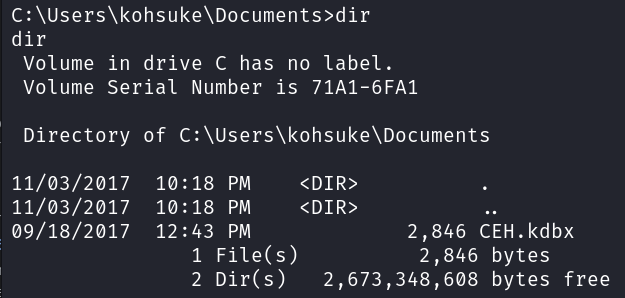 C:\Users\kohsuke\Documents>dir
dir
 Volume in drive C has no label.
 Volume Serial Number is 71A1-6FA1

 Directory of C:\Users\kohsuke\Documents

11/03/2017  10:18 PM    <DIR>          .
11/03/2017  10:18 PM    <DIR>          ..
09/18/2017  12:43 PM             2,846 CEH.kdbx
               1 File(s)          2,846 bytes
               2 Dir(s)   2,673,348,608 bytes free